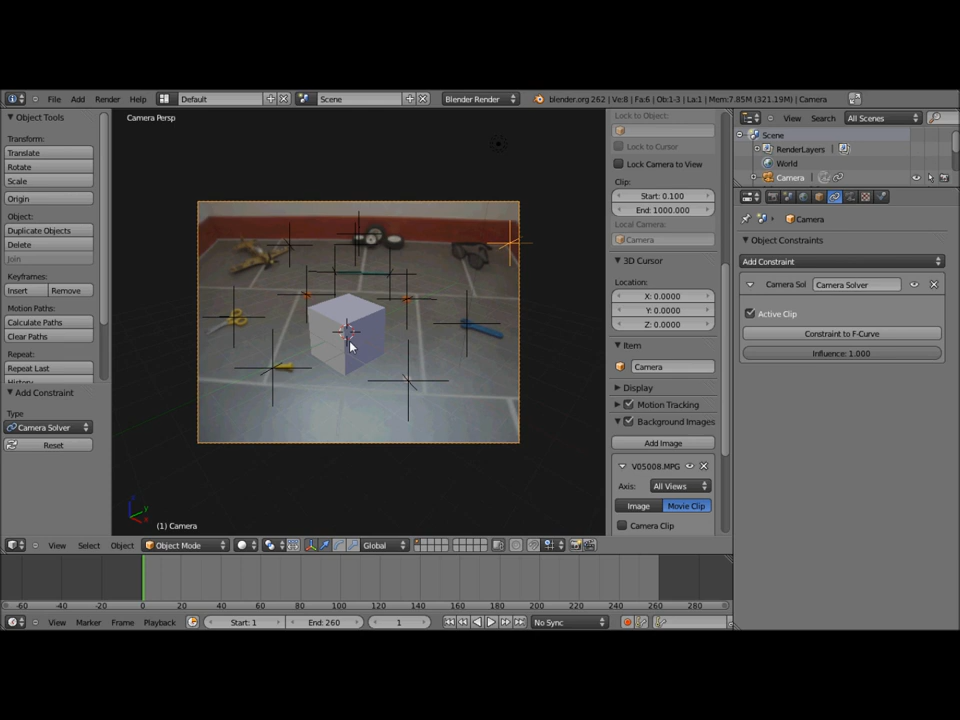 File Add Render Help Default Scene Blender Render blender.org 262 | Ve:8 | Fa:6 | Ob:1-3 | La:1 | Mem:7.85M (321.19M) | Camera
Object Tools
Transform:
Translate
Rotate
Scale
Origin
Object:
Duplicate Objects
Delete
Join
Keyframes:
Insert Remove
Motion Paths:
Calculate Paths
Clear Paths
Repeat:
Repeat Last
History
Add Constraint
Type
Camera Solver
Reset
Camera Persp
(1) Camera
Lock to Object:
Lock to Cursor
Lock Camera to View
Clip:
Start: 0.100
End: 1000.000
Local Camera:
Camera
3D Cursor
Location:
X: 0.0000
Y: 0.0000
Z: 0.0000
Item
Camera
Display
Motion Tracking
Background Images
Add Image
V05008.MPG
Axis: All Views
Image Movie Clip
Camera Clip
View Search All Scenes
Scene
RenderLayers
World
Camera
Camera
Object Constraints
Add Constraint
Camera Sol Camera Solver
Active Clip
Constraint to F-Curve
Influence: 1.000
View Select Object Object Mode Global
-60 -40 -20 0 20 40 60 80 100 120 140 160 180 200 220 240 260 280
View Marker Frame Playback Start: 1 End: 260 1 No Sync